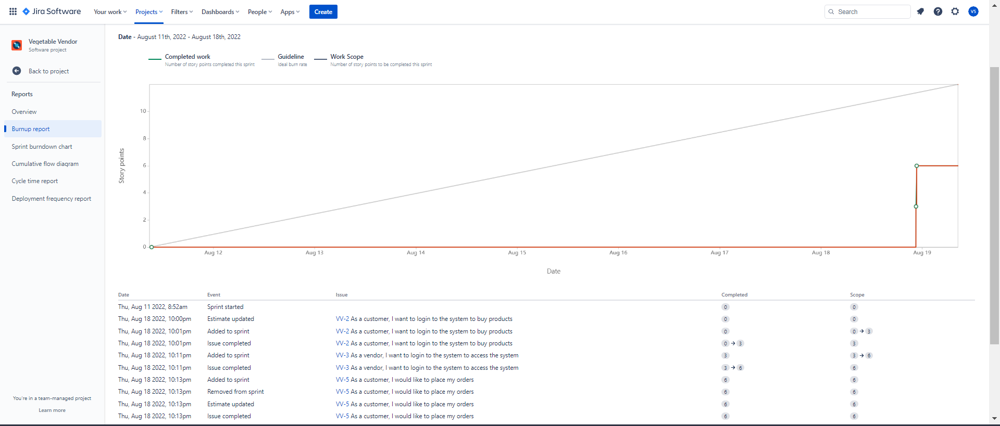 Jira Software Your work Projects Filters Dashboards People Apps Create Search VS
Vegetable Vendor
Software project
Back to project
Reports
Overview
Burnup report
Sprint burndown chart
Cumulative flow diagram
Cycle time report
Deployment frequency report
You're in a team-managed project
Learn more
Date - August 11th, 2022 - August 18th, 2022
Completed work Guideline Work Scope
Number of story points completed this sprint Ideal burn rate Number of story points to be completed this sprint
Story points
10
8
6
4
2
0
Aug 12 Aug 13 Aug 14 Aug 15 Aug 16 Aug 17 Aug 18 Aug 19
Date
Date Event Issue Completed Scope
Thu, Aug 11 2022, 8:52am Sprint started 0 0
Thu, Aug 18 2022, 10:00pm Estimate updated VV-2 As a customer, I want to login to the system to buy products 0 0
Thu, Aug 18 2022, 10:01pm Added to sprint VV-2 As a customer, I want to login to the system to buy products 0 0 → 3
Thu, Aug 18 2022, 10:01pm Issue completed VV-2 As a customer, I want to login to the system to buy products 0 → 3 3
Thu, Aug 18 2022, 10:11pm Added to sprint VV-3 As a vendor, I want to login to the system to access the system 3 3 → 6
Thu, Aug 18 2022, 10:11pm Issue completed VV-3 As a vendor, I want to login to the system to access the system 3 → 6 6
Thu, Aug 18 2022, 10:13pm Added to sprint VV-5 As a customer, I would like to place my orders 6 6
Thu, Aug 18 2022, 10:13pm Removed from sprint VV-5 As a customer, I would like to place my orders 6 6
Thu, Aug 18 2022, 10:13pm Estimate updated VV-5 As a customer, I would like to place my orders 6 6
Thu, Aug 18 2022, 10:13pm Issue completed VV-5 As a customer, I would like to place my orders 6 6